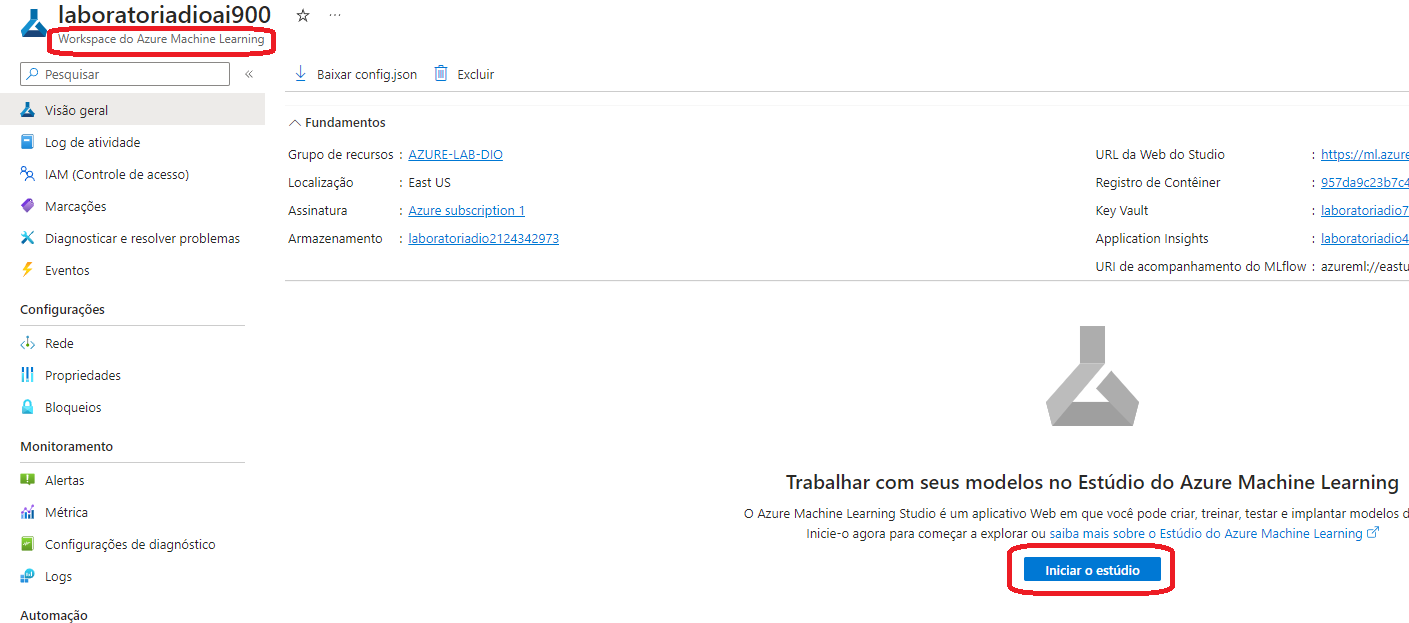 laboratoriadioai900
Workspace do Azure Machine Learning
Pesquisar
Baixar config.json
Excluir
Visão geral
Log de atividade
IAM (Controle de acesso)
Marcações
Diagnosticar e resolver problemas
Eventos
Configurações
Rede
Propriedades
Bloqueios
Monitoramento
Alertas
Métrica
Configurações de diagnóstico
Logs
Automação
Fundamentos
Grupo de recursos : AZURE-LAB-DIO
Localização : East US
Assinatura : Azure subscription 1
Armazenamento : laboratoriadio2124342973
URL da Web do Studio : https://ml.azure
Registro de Contêiner : 957da9c23b7c4
Key Vault : laboratoriadio7
Application Insights : laboratoriadio4
URI de acompanhamento do MLflow : azureml://eastu
Trabalhar com seus modelos no Estúdio do Azure Machine Learning
O Azure Machine Learning Studio é um aplicativo Web em que você pode criar, treinar, testar e implantar modelos d
Inicie-o agora para começar a explorar ou saiba mais sobre o Estúdio do Azure Machine Learning
Iniciar o estúdio